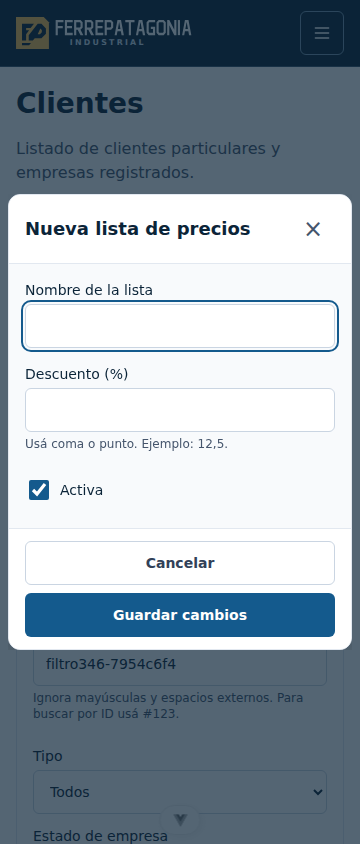 FERREPATAGONIA
INDUSTRIAL
Clientes
Listado de clientes particulares y
empresas registrados.
Nueva lista de precios
Nombre de la lista
Descuento (%)
Usá coma o punto. Ejemplo: 12,5.
Activa
Cancelar
Guardar cambios
filtro346-7954c6f4
Ignora mayúsculas y espacios externos. Para
buscar por ID usá #123.
Tipo
Todos
Estado de empresa